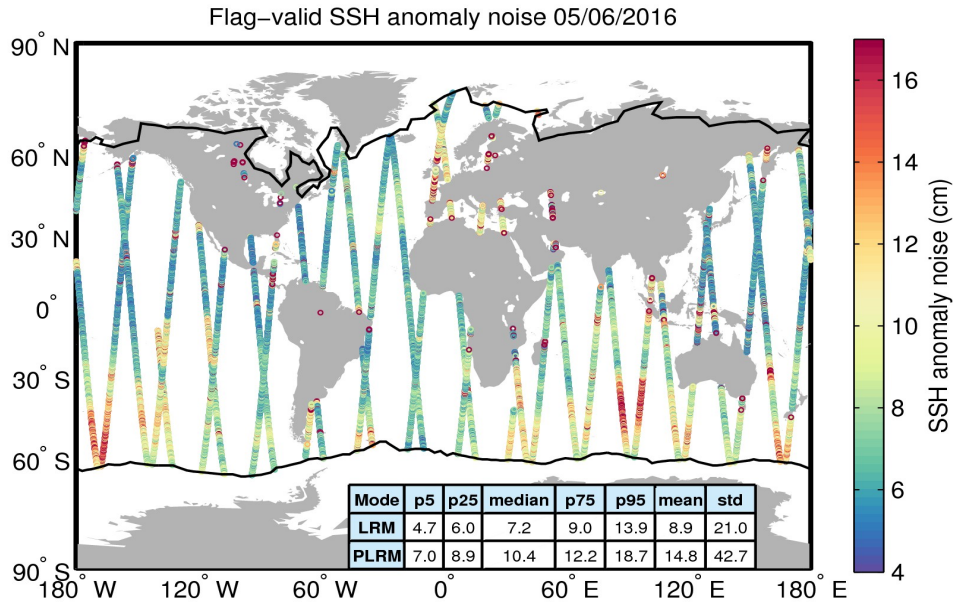 Flag−valid SSH anomaly noise 05/06/2016
90° N
60° N
30° N
0°
30° S
60° S
90° S
180° W 120° W 60° W 0° 60° E 120° E 180° E
Mode p5 p25 median p75 p95 mean std
LRM 4.7 6.0 7.2 9.0 13.9 8.9 21.0
PLRM 7.0 8.9 10.4 12.2 18.7 14.8 42.7
16
14
12
10
8
6
4
SSH anomaly noise (cm)